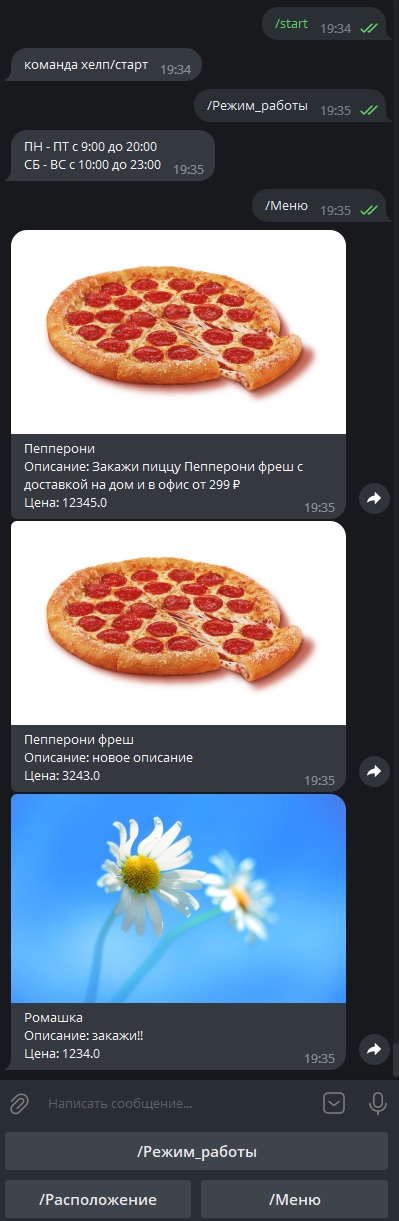 /start 19:34
команда хелп/старт 19:34
/Режим_работы 19:35
ПН - ПТ с 9:00 до 20:00
СБ - ВС с 10:00 до 23:00 19:35
/Меню 19:35
Пепперони
Описание: Закажи пиццу Пепперони фреш с
доставкой на дом и в офис от 299 ₽
Цена: 12345.0 19:35
Пепперони фреш
Описание: новое описание
Цена: 3243.0 19:35
Ромашка
Описание: закажи!!
Цена: 1234.0 19:35
Написать сообщение...
/Режим_работы
/Расположение /Меню